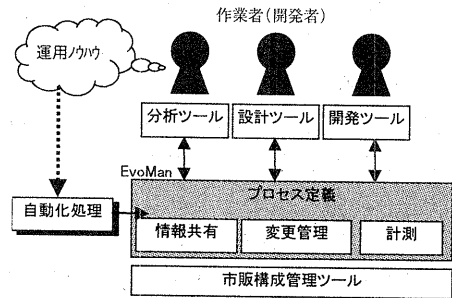 作業者(開発者)
運用ノウハウ
分析ツール 設計ツール 開発ツール
EvoMan
プロセス定義
自動化処理
情報共有 変更管理 計測
市販構成管理ツール